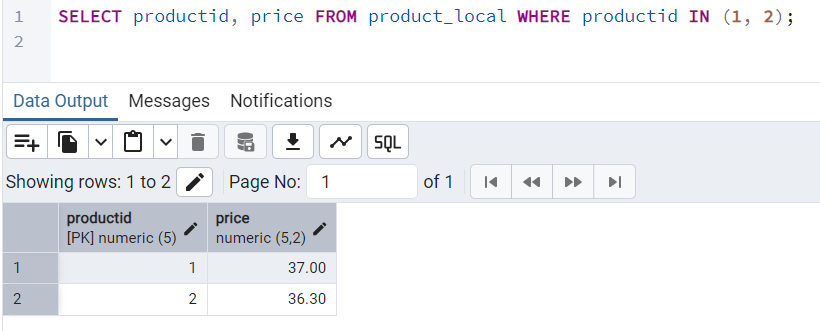 1 SELECT productid, price FROM product_local WHERE productid IN (1, 2);
2
Data Output Messages Notifications
SQL
Showing rows: 1 to 2 Page No: 1 of 1
productid price
[PK] numeric (5) numeric (5,2)
1 1 37.00
2 2 36.30